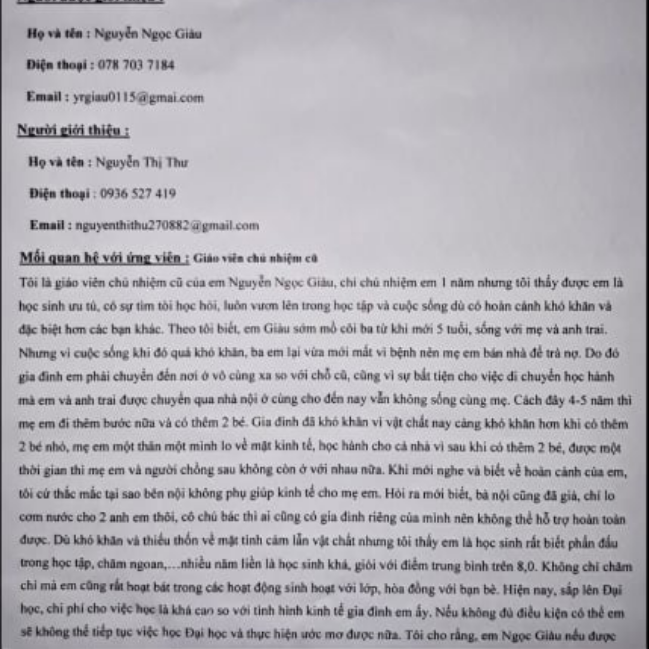 Họ và tên : Nguyễn Ngọc Giàu
Điện thoại : 078 703 7184
Email : yrgiau0115@gmai.com
Người giới thiệu :
Họ và tên : Nguyễn Thị Thư
Điện thoại : 0936 527 419
Email : nguyenthithu270882@gmail.com
Mối quan hệ với ứng viên : Giáo viên chủ nhiệm cũ
Tôi là giáo viên chủ nhiệm cũ của em Nguyễn Ngọc Giàu, chỉ chủ nhiệm em 1 năm nhưng tôi thấy được em là
học sinh ưu tú, có sự tìm tòi học hỏi, luôn vươn lên trong học tập và cuộc sống dù có hoàn cảnh khó khăn và
đặc biệt hơn các bạn khác. Theo tôi biết, em Giàu sớm mồ côi ba từ khi mới 5 tuổi, sống với mẹ và anh trai.
Nhưng vì cuộc sống khi đó quá khó khăn, ba em lại vừa mới mất vì bệnh nên mẹ em bán nhà để trả nợ. Do đó
gia đình em phải chuyển đến nơi ở vô cùng xa so với chỗ cũ, cũng vì sự bất tiện cho việc di chuyển học hành
mà em và anh trai được chuyển qua nhà nội ở cùng cho đến nay vẫn không sống cùng mẹ. Cách đây 4-5 năm thì
mẹ em đi thêm bước nữa và có thêm 2 bé. Gia đình đã khó khăn vì vật chất nay càng khó khăn hơn khi có thêm
2 bé nhỏ, mẹ em một thân một mình lo về mặt kinh tế, học hành cho cả nhà vì sau khi có thêm 2 bé, được một
thời gian thì mẹ em và người chồng sau không còn ở với nhau nữa. Khi mới nghe và biết về hoàn cảnh của em,
tôi cứ thắc mắc tại sao bên nội không phụ giúp kinh tế cho mẹ em. Hỏi ra mới biết, bà nội cũng đã già, chỉ lo
cơm nước cho 2 anh em thôi, cô chú bác thì ai cũng có gia đình riêng của mình nên không thể hỗ trợ hoàn toàn
được. Dù khó khăn và thiếu thốn về mặt tình cảm lẫn vật chất nhưng tôi thấy em là học sinh rất biết phấn đấu
trong học tập, chăm ngoan,...nhiều năm liền là học sinh khá, giỏi với điểm trung bình trên 8,0. Không chỉ chăm
chỉ mà em cũng rất hoạt bát trong các hoạt động sinh hoạt với lớp, hòa đồng với bạn bè. Hiện nay, sắp lên Đại
học, chi phí cho việc học là khá cao so với tình hình kinh tế gia đình em ấy. Nếu không đủ điều kiện có thể em
sẽ không thể tiếp tục việc học Đại học và thực hiện ước mơ được nữa. Tôi cho rằng, em Ngọc Giàu nếu được